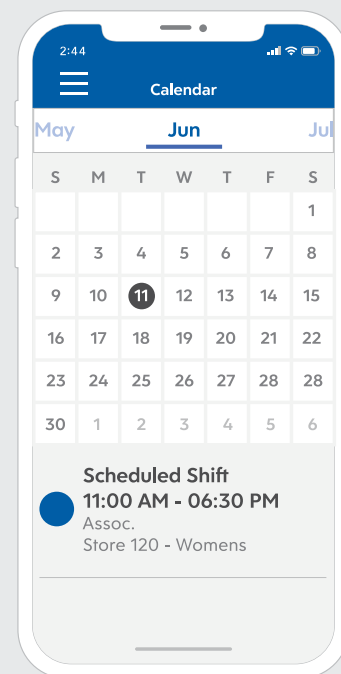 2:44
Calendar
May Jun Jul
S M T W T F S
1
2 3 4 5 6 7 8
9 10 11 12 13 14 15
16 17 18 19 20 21 22
23 24 25 26 27 28 28
30 1 2 3 4 5 6
Scheduled Shift
11:00 AM - 06:30 PM
Assoc.
Store 120 - Womens